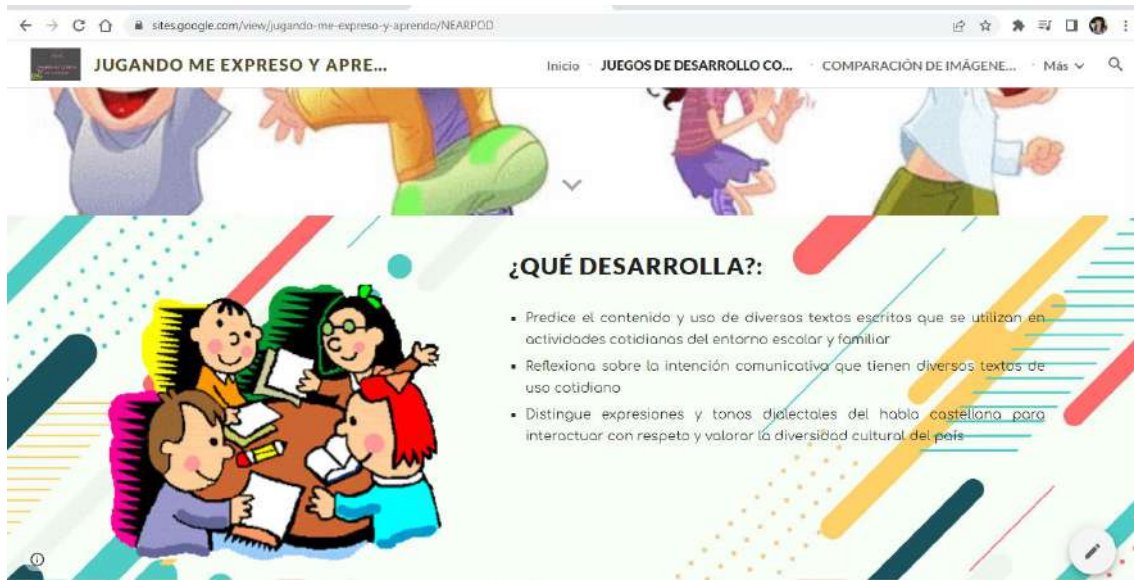 sites.google.com/view/jugando-me-expreso-y-aprendo/NEARPOD
JUGANDO ME EXPRESO Y APRE...
Inicio
JUEGOS DE DESARROLLO CO...
COMPARACIÓN DE IMÁGENE...
Más
¿QUÉ DESARROLLA?:
▪ Predice el contenido y uso de diversos textos escritos que se utilizan en
actividades cotidianas del entorno escolar y familiar
▪ Reflexiona sobre la intención comunicativa que tienen diversos textos de
uso cotidiano
▪ Distingue expresiones y tonos dialectales del habla castellana para
interactuar con respeto y valorar la diversidad cultural del país